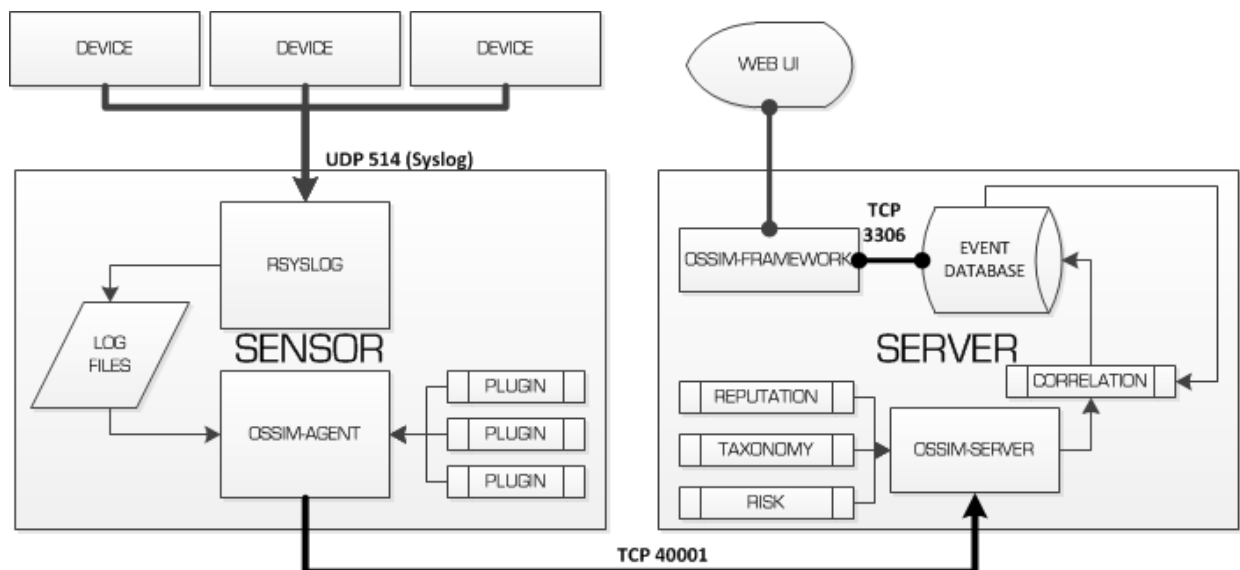 DEVICE
DEVICE
DEVICE
WEB UI
UDP 514 (Syslog)
RSYSLOG
LOG
FILES
SENSOR
OSSIM-AGENT
PLUGIN
PLUGIN
PLUGIN
TCP
3306
OSSIM-FRAMEWORK
EVENT
DATABASE
SERVER
CORRELATION
REPUTATION
TAXONOMY
RISK
OSSIM-SERVER
TCP 40001